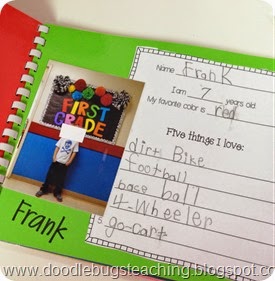 FIRST
GRADE
Frank
Name Frank
I am 7 years old
My favorite color is red
Five things I love:
dirt Bike
football
base ball
4-Wheeler
go-cart
© www.doodlebugsteaching.blogspot.co